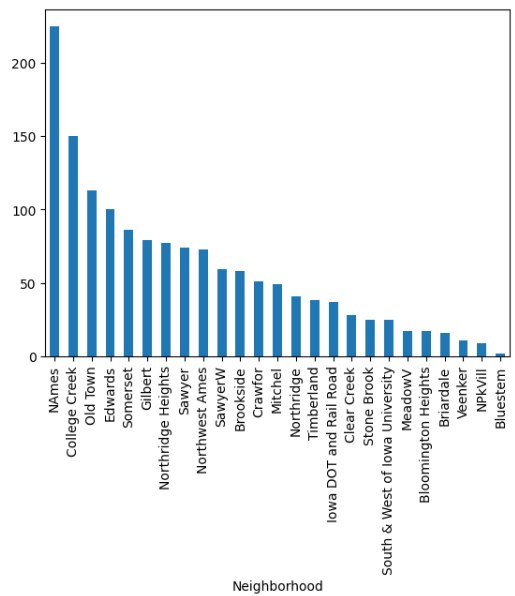 200
150
100
50
0
NAmes
College Creek
Old Town
Edwards
Somerset
Gilbert
Northridge Heights
Sawyer
Northwest Ames
SawyerW
Brookside
Crawfor
Mitchel
Northridge
Timberland
Iowa DOT and Rail Road
Clear Creek
Stone Brook
South & West of Iowa University
MeadowV
Bloomington Heights
Briardale
Veenker
NPkVill
Bluestem
Neighborhood